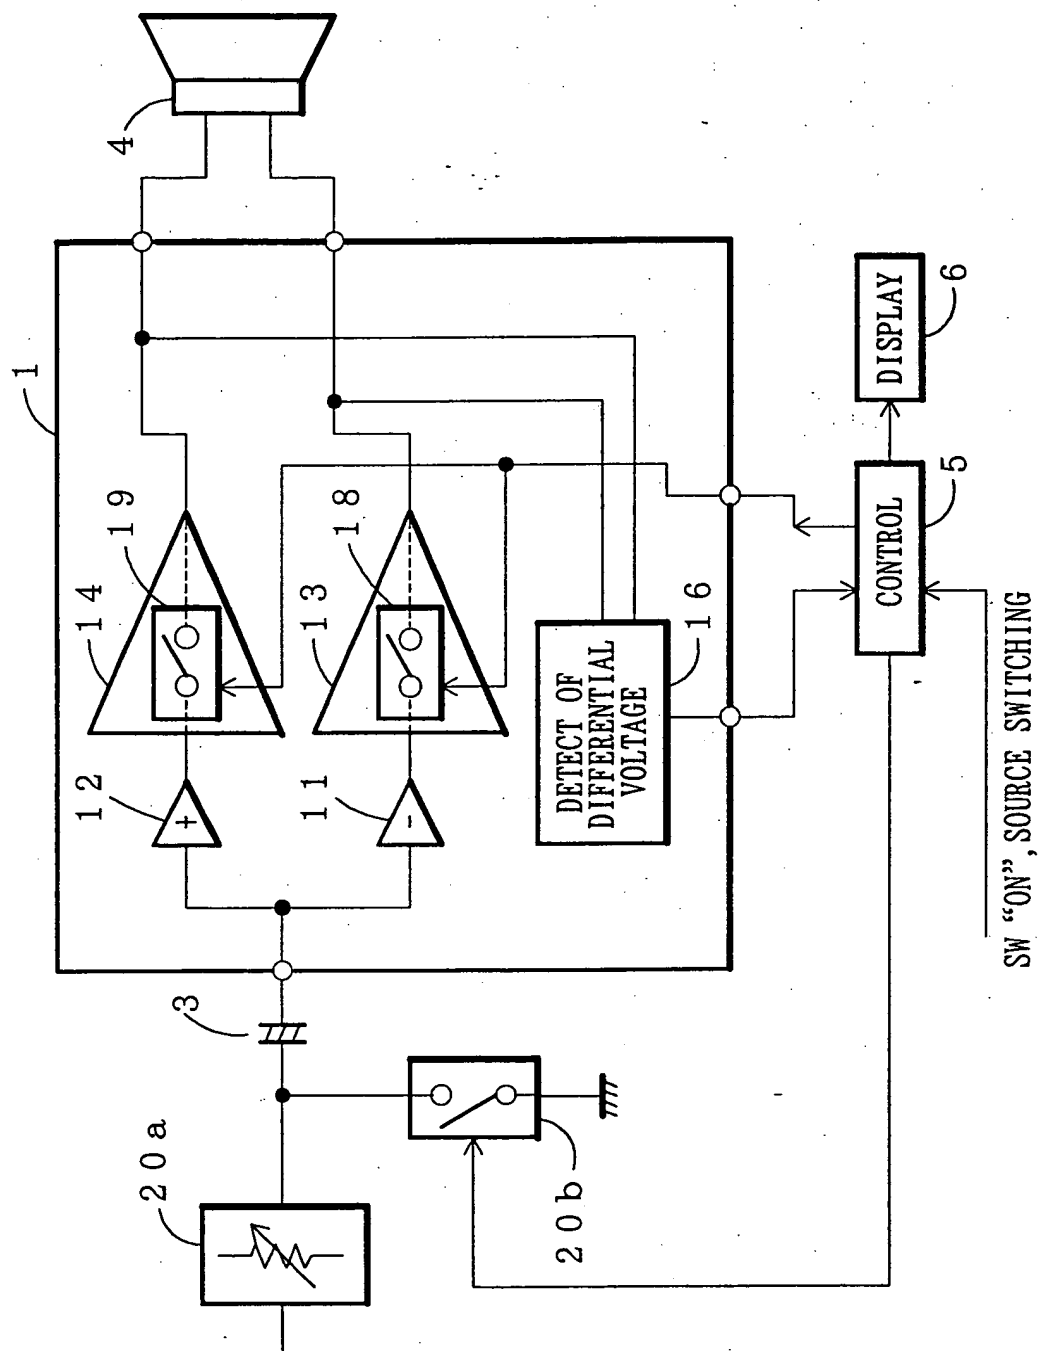 4
1
19
14
18
13
12
11
DETECT OF
DIFFERENTIAL
VOLTAGE
16
3
20a
20b
CONTROL
5
DISPLAY
6
SW “ON”, SOURCE SWITCHING
+
-